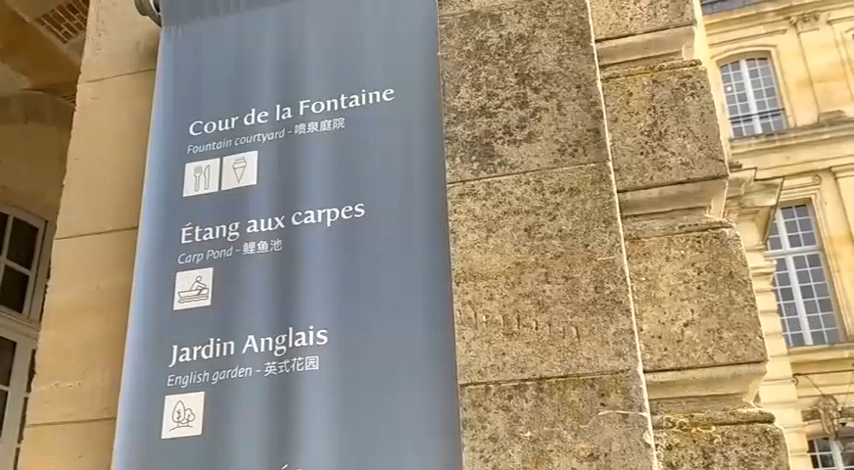 Cour de la Fontaine
Fountain courtyard - 喷泉庭院
Étang aux carpes
Carp Pond - 鲤鱼池
Jardin Anglais
English garden - 英式花园